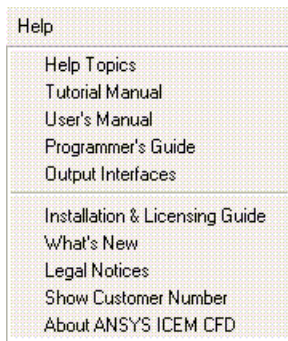 Help
Help Topics
Tutorial Manual
User's Manual
Programmer's Guide
Output Interfaces
Installation & Licensing Guide
What's New
Legal Notices
Show Customer Number
About ANSYS ICEM CFD